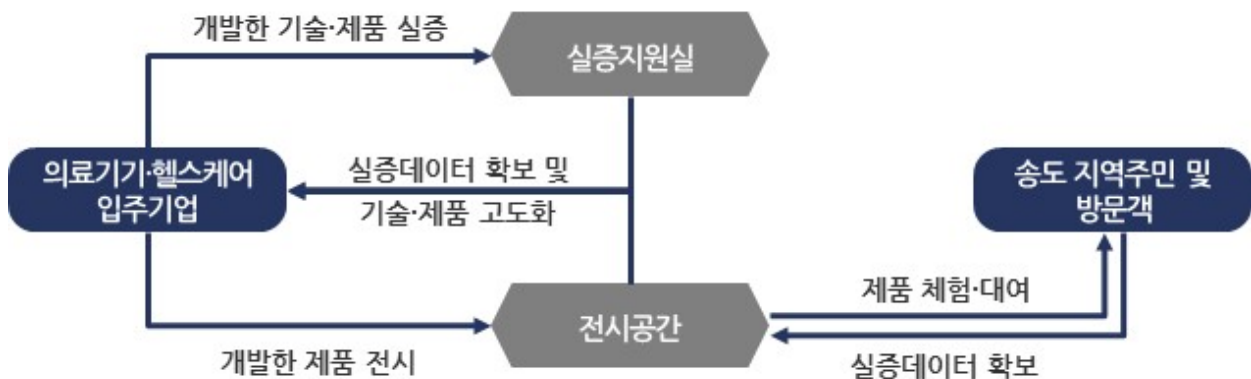 개발한 기술·제품 실증
실증지원실
의료기기·헬스케어
입주기업
실증데이터 확보 및
기술·제품 고도화
송도 지역주민 및
방문객
제품 체험·대여
전시공간
개발한 제품 전시
실증데이터 확보